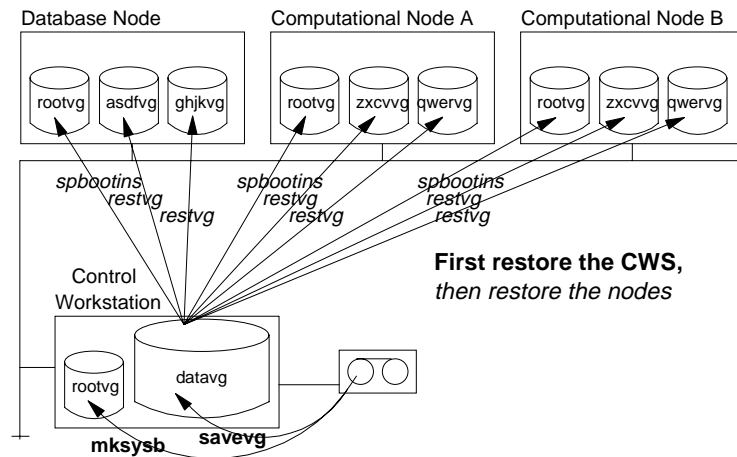 Database Node
Computational Node A
Computational Node B
rootvg
asdfvg
ghjkvg
rootvg
zxcvvg
qwervg
rootvg
zxcvvg
qwervg
spbootins
restvg
restvg
spbootins
restvg
restvg
spbootins
restvg
restvg
First restore the CWS,
then restore the nodes
Control
Workstation
rootvg
datavg
mksysb
savevg